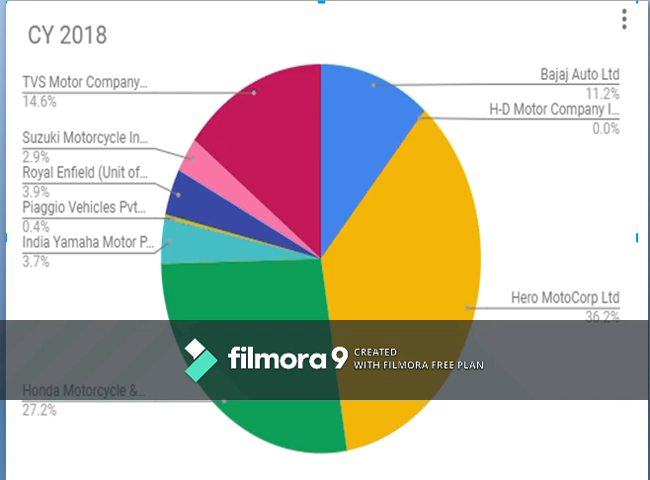 CY 2018
TVS Motor Company...
14.6%
Suzuki Motorcycle In...
2.9%
Royal Enfield (Unit of...
3.9%
Piaggio Vehicles Pvt...
0.4%
India Yamaha Motor P...
3.7%
Honda Motorcycle &...
27.2%
Bajaj Auto Ltd
11.2%
H-D Motor Company I...
0.0%
Hero MotoCorp Ltd
36.2%
filmora 9
CREATED
WITH FILMORA FREE PLAN